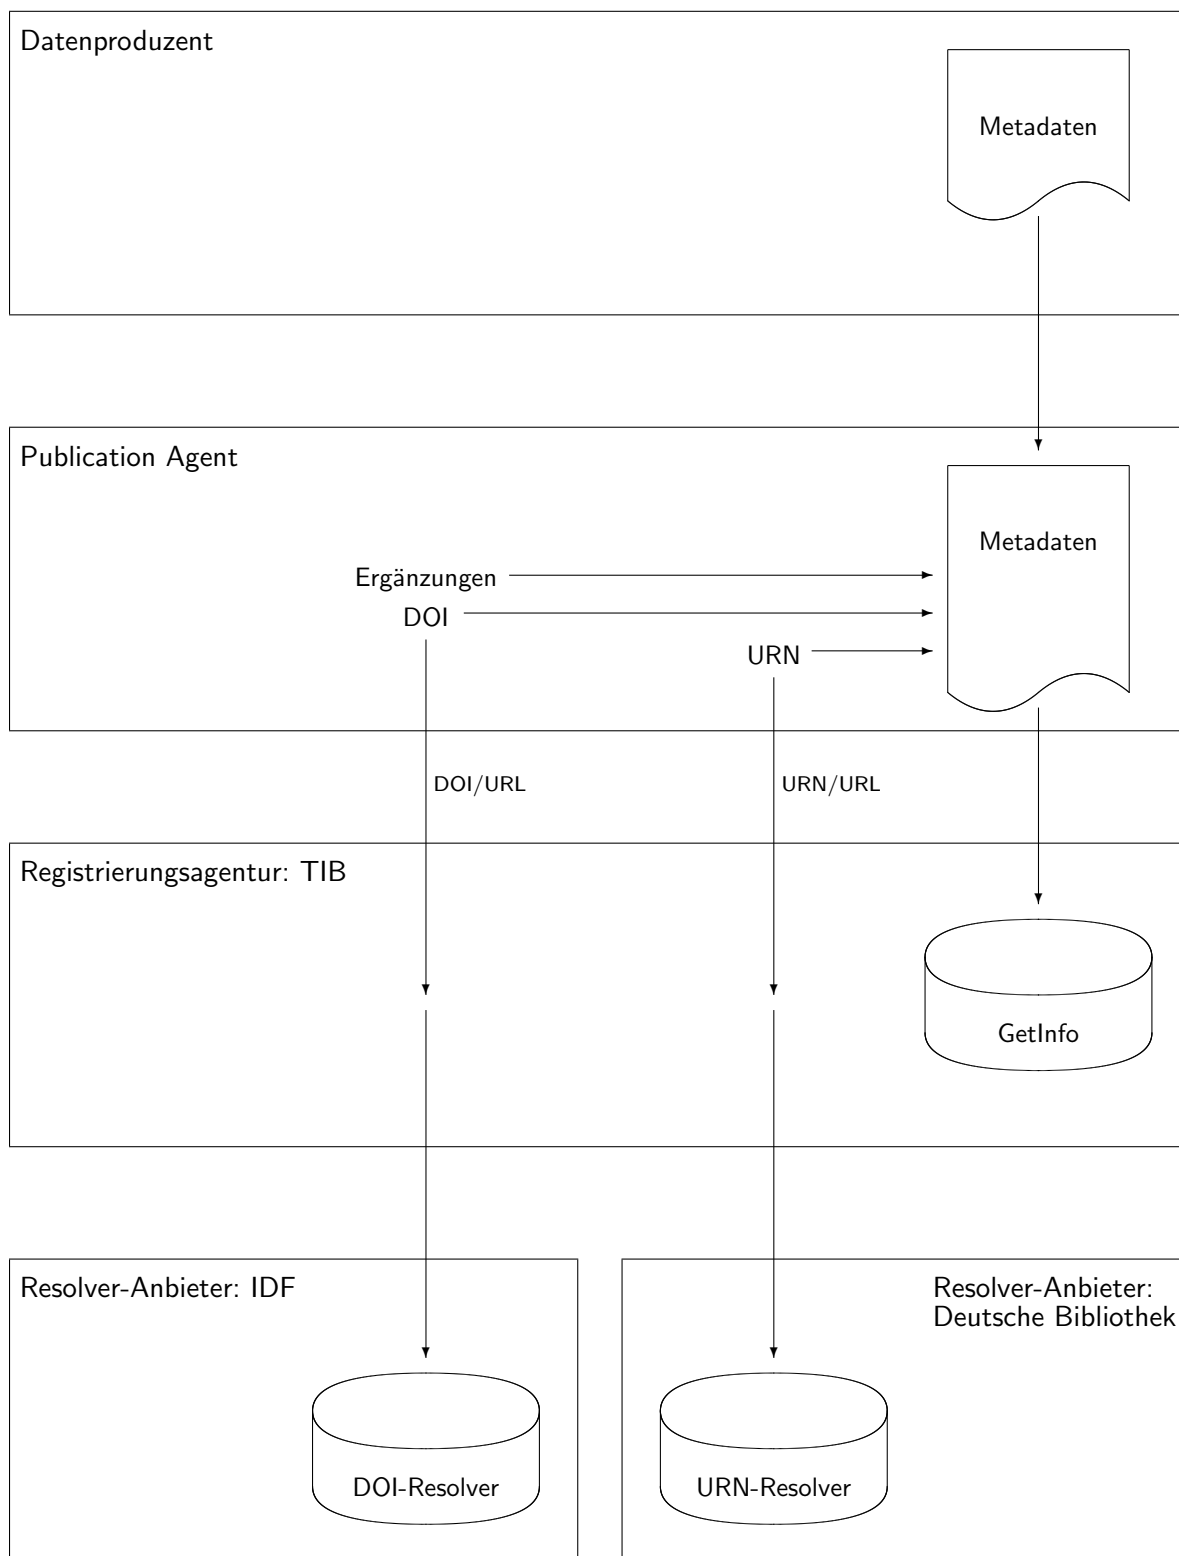 Datenproduzent
Metadaten
Publication Agent
Metadaten
Ergänzungen
DOI
URN
DOI/URL
URN/URL
Registrierungsagentur: TIB
GetInfo
Resolver-Anbieter: IDF
Resolver-Anbieter:
Deutsche Bibliothek
DOI-Resolver
URN-Resolver